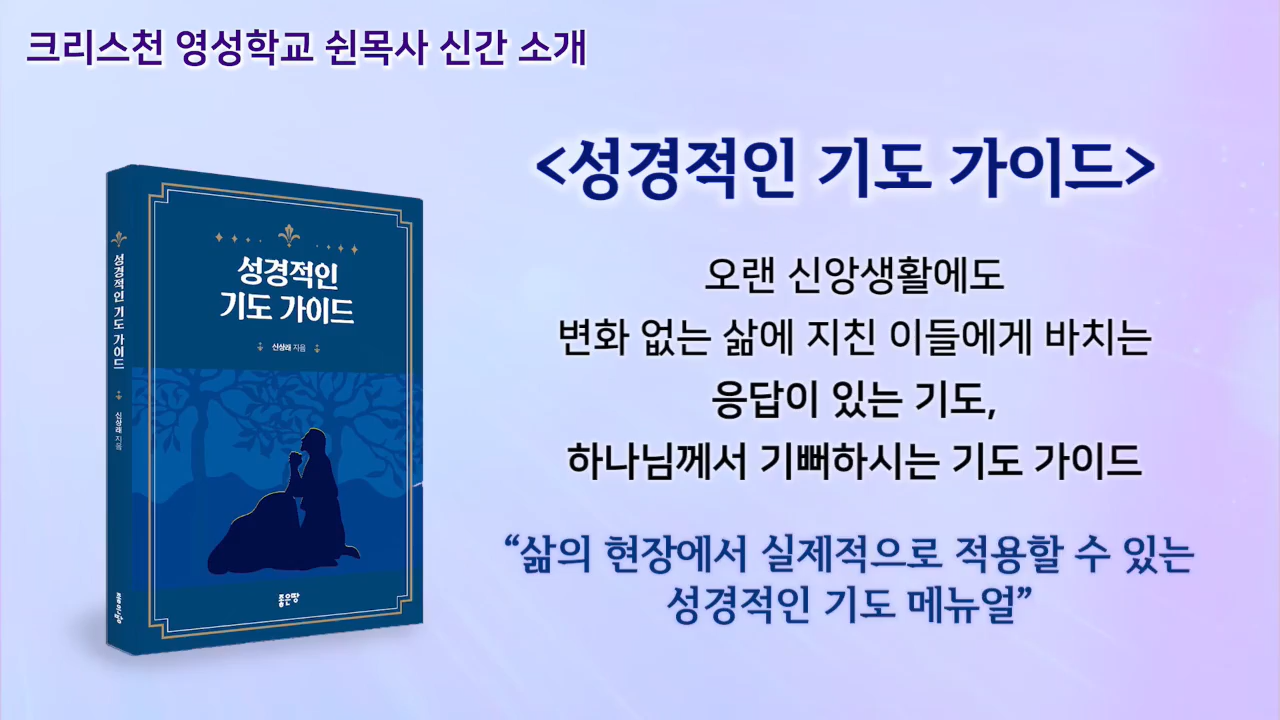 크리스천 영성학교 쉰목사 신간 소개
<성경적인 기도 가이드>
오랜 신앙생활에도
변화 없는 삶에 지친 이들에게 바치는
응답이 있는 기도,
하나님께서 기뻐하시는 기도 가이드
“삶의 현장에서 실제적으로 적용할 수 있는
성경적인 기도 메뉴얼”
성경적인 기도 가이드
신상래 지음
좋은땅
성경적인
기도 가이드
신상래 지음
좋은땅